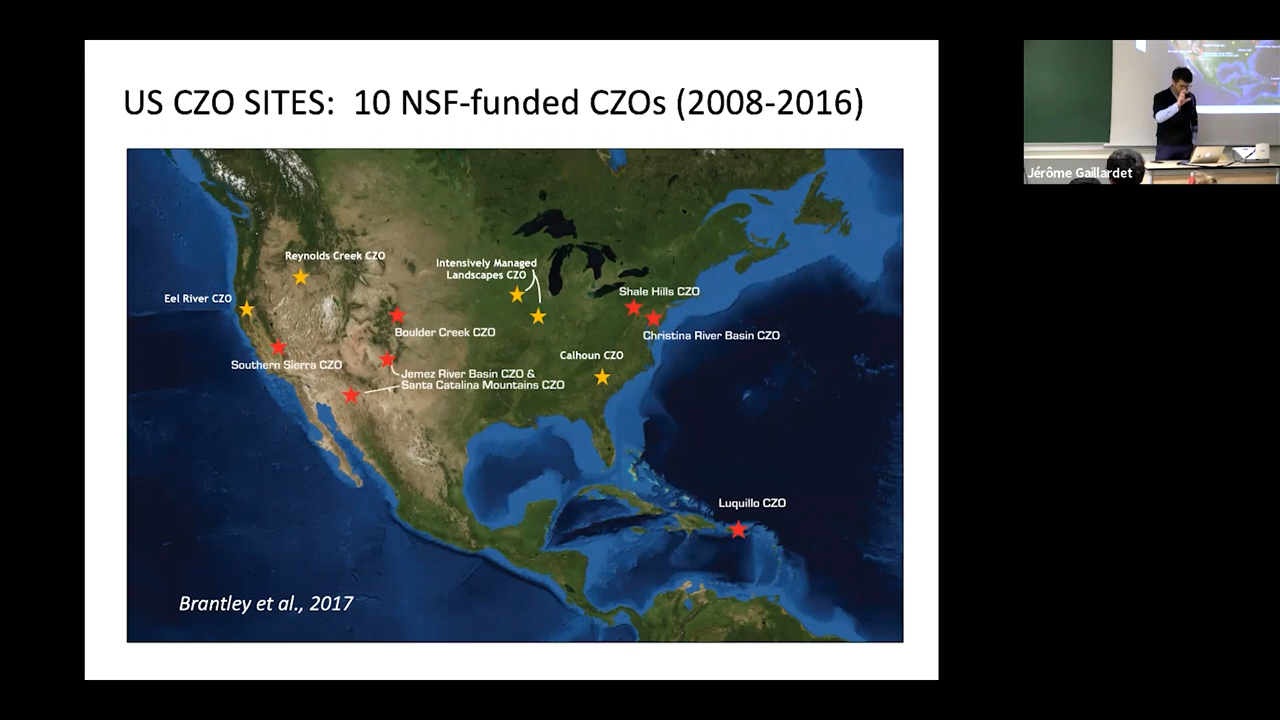 US CZO SITES:  10 NSF-funded CZOs (2008-2016)
Reynolds Creek CZO
Intensively Managed
Landscapes CZO
Eel River CZO
Shale Hills CZO
Boulder Creek CZO
Christina River Basin CZO
Southern Sierra CZO
Calhoun CZO
Jemez River Basin CZO &
Santa Catalina Mountains CZO
Luquillo CZO
Brantley et al., 2017
Jérôme Gaillardet